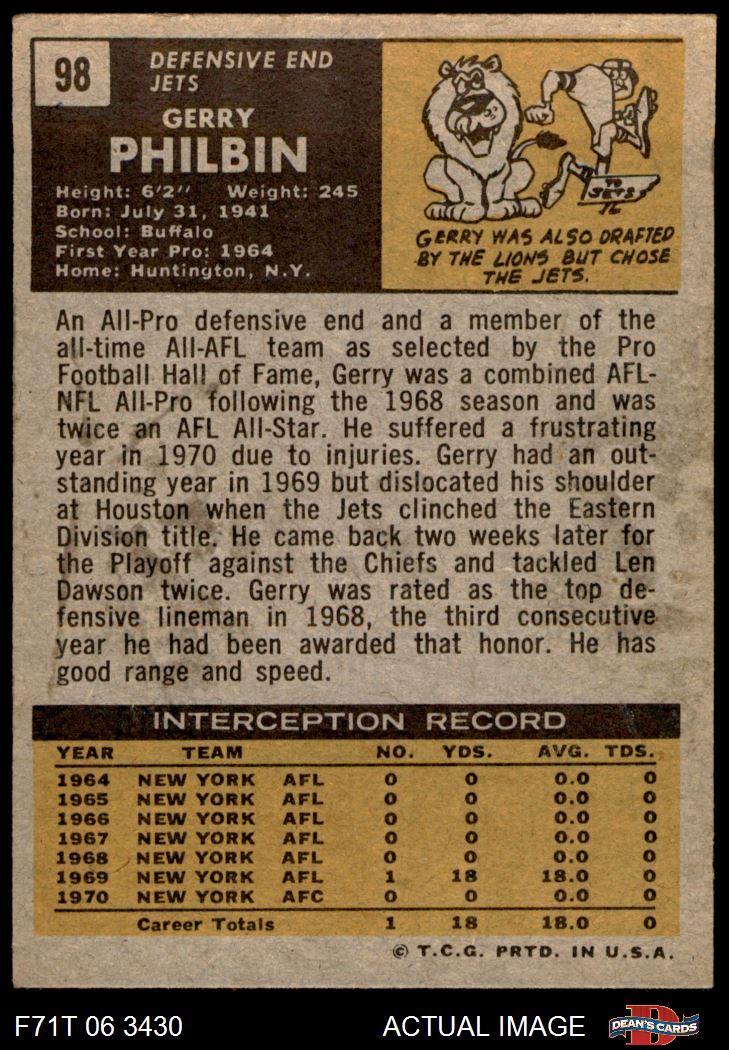 98
DEFENSIVE END
JETS
GERRY
PHILBIN
Height: 6'2" Weight: 245
Born: July 31, 1941
School: Buffalo
First Year Pro: 1964
Home: Huntington, N.Y.
TO
JETS
GERRY WAS ALSO DRAFTED
BY THE LIONS BUT CHOSE
THE JETS.
An All-Pro defensive end and a member of the
all-time All-AFL team as selected by the Pro
Football Hall of Fame, Gerry was a combined AFL-
NFL All-Pro following the 1968 season and was
twice an AFL All-Star. He suffered a frustrating
year in 1970 due to injuries. Gerry had an out-
standing year in 1969 but dislocated his shoulder
at Houston when the Jets clinched the Eastern
Division title. He came back two weeks later for
the Playoff against the Chiefs and tackled Len
Dawson twice. Gerry was rated as the top de-
fensive lineman in 1968, the third consecutive
year he had been awarded that honor. He has
good range and speed.
INTERCEPTION RECORD
YEAR TEAM NO. YDS. AVG. TDS.
1964 NEW YORK AFL 0 0 0.0 0
1965 NEW YORK AFL 0 0 0.0 0
1966 NEW YORK AFL 0 0 0.0 0
1967 NEW YORK AFL 0 0 0.0 0
1968 NEW YORK AFL 0 0 0.0 0
1969 NEW YORK AFL 1 18 18.0 0
1970 NEW YORK AFC 0 0 0.0 0
Career Totals 1 18 18.0 0
© T.C.G. PRTD. IN U.S.A.
F71T 06 3430 ACTUAL IMAGE D DEAN'S CARDS